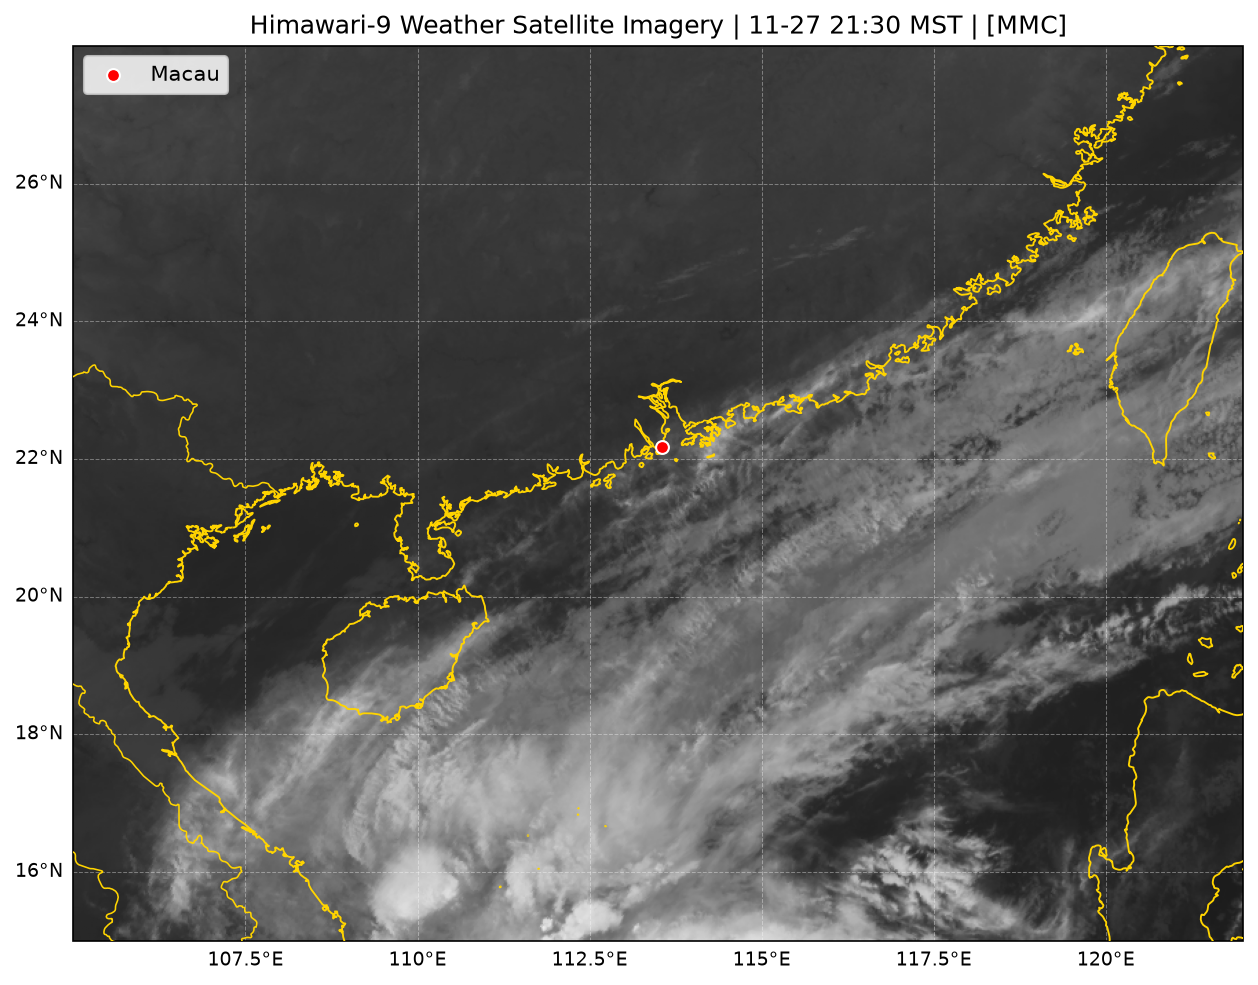 Himawari-9 Weather Satellite Imagery | 11-27 21:30 MST | [MMC]
Macau
26°N
24°N
22°N
20°N
18°N
16°N
107.5°E
110°E
112.5°E
115°E
117.5°E
120°E